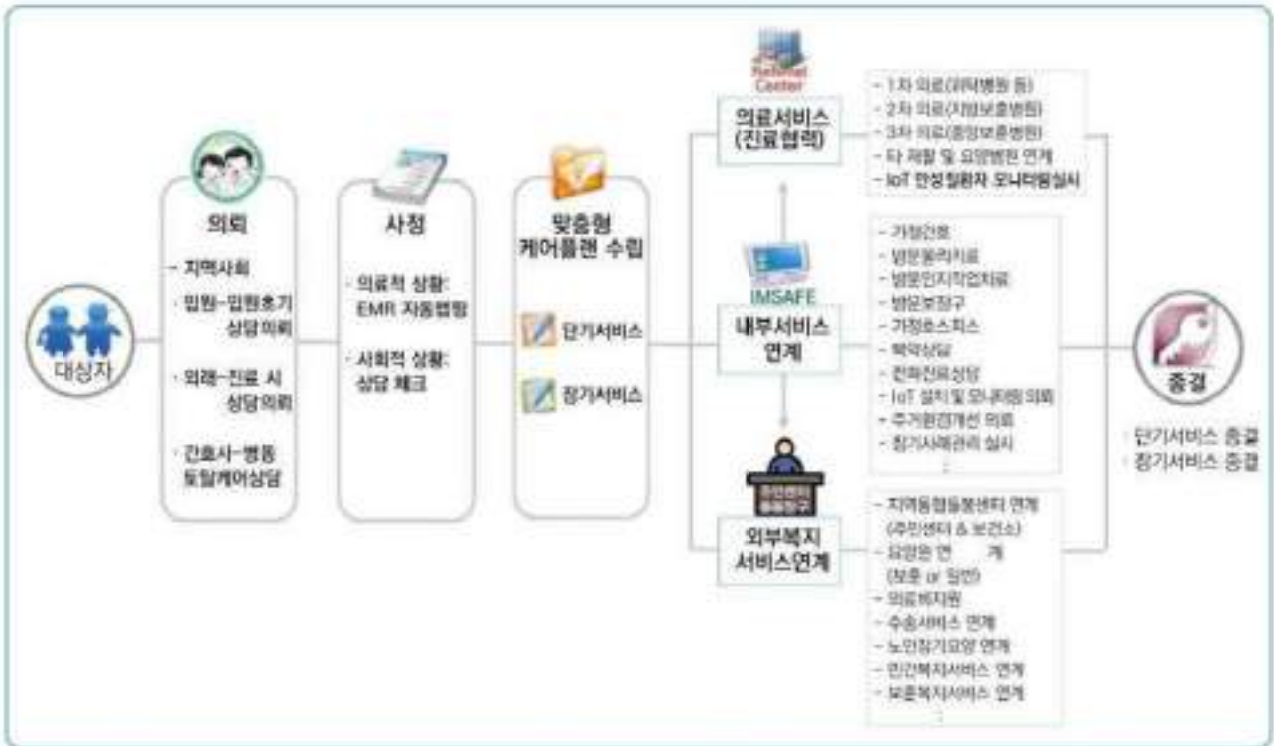 대상자
의뢰
- 지역사회
· 입원-입원초기
상담의뢰
· 외래-진료 시
상담의뢰
· 간호사-병동
토탈케어상담
사정
· 의료적 상황:
EMR 자동맵핑
· 사회적 상황:
상담 체크
맞춤형
케어플랜 수립
단기서비스
장기서비스
Referral
Center
의료서비스
(진료협력)
- 1차 의료(위탁병원 등)
- 2차 의료(지방보훈병원)
- 3차 의료(중앙보훈병원)
- 타 재활 및 요양병원 연계
- IoT 만성질환자 모니터링실시
IMSAFE
내부서비스
연계
- 가정간호
- 방문물리치료
- 방문인지작업치료
- 방문보장구
- 가정호스피스
- 복약상담
- 전화진료상담
- IoT 설치 및 모니터링 의뢰
- 주거환경개선 의뢰
- 장기사례관리 실시
:
외부복지
서비스연계
- 지역통합돌봄센터 연계
(주민센터 & 보건소)
- 요양원 연 계
(보훈 or 일반)
- 의료비지원
- 수송서비스 연계
- 노인장기요양 연계
- 민간복지서비스 연계
- 보훈복지서비스 연계
:
종결
· 단기서비스 종결
· 장기서비스 종결